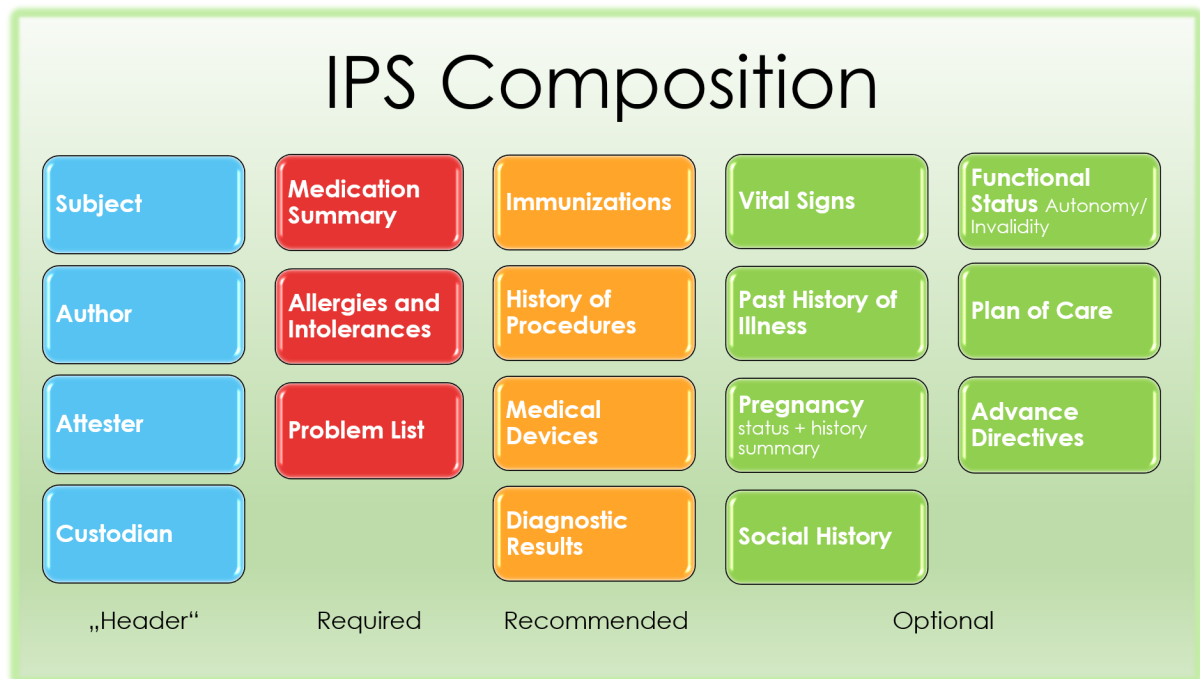 IPS Composition
Subject
Author
Attester
Custodian
„Header“
Medication
Summary
Allergies and
Intolerances
Problem List
Required
Immunizations
History of
Procedures
Medical
Devices
Diagnostic
Results
Recommended
Vital Signs
Past History of
Illness
Pregnancy
status + history
summary
Social History
Functional
Status Autonomy/
Invalidity
Plan of Care
Advance
Directives
Optional